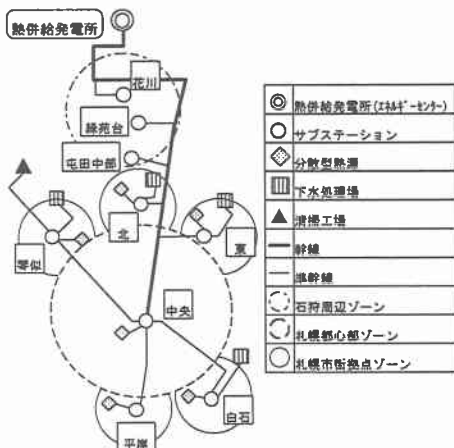 熱併給発電所
花川
緑苑台
屯田中部
北
琴似
東
中央
白石
平岸
熱併給発電所(エネルギーセンター)
サブステーション
分散型熱源
下水処理場
清掃工場
幹線
準幹線
石狩周辺ゾーン
札幌都心部ゾーン
札幌市街拠点ゾーン